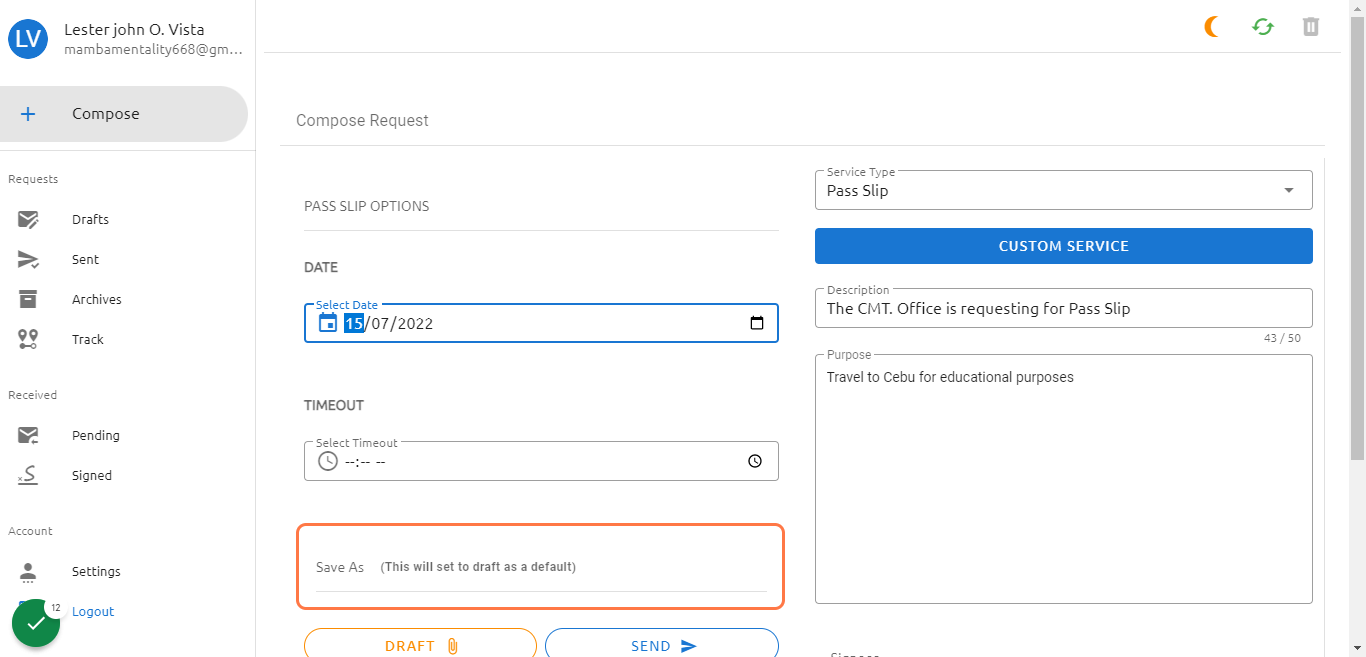 LV
Lester john O. Vista
mambamentality668@gm...
Compose
Requests
Drafts
Sent
Archives
Track
Received
Pending
Signed
Account
Settings
Logout
12
Compose Request
PASS SLIP OPTIONS
DATE
Select Date
15/07/2022
TIMEOUT
Select Timeout
--:-- --
Save As (This will set to draft as a default)
DRAFT
SEND
Service Type
Pass Slip
CUSTOM SERVICE
Description
The CMT. Office is requesting for Pass Slip
43 / 50
Purpose
Travel to Cebu for educational purposes